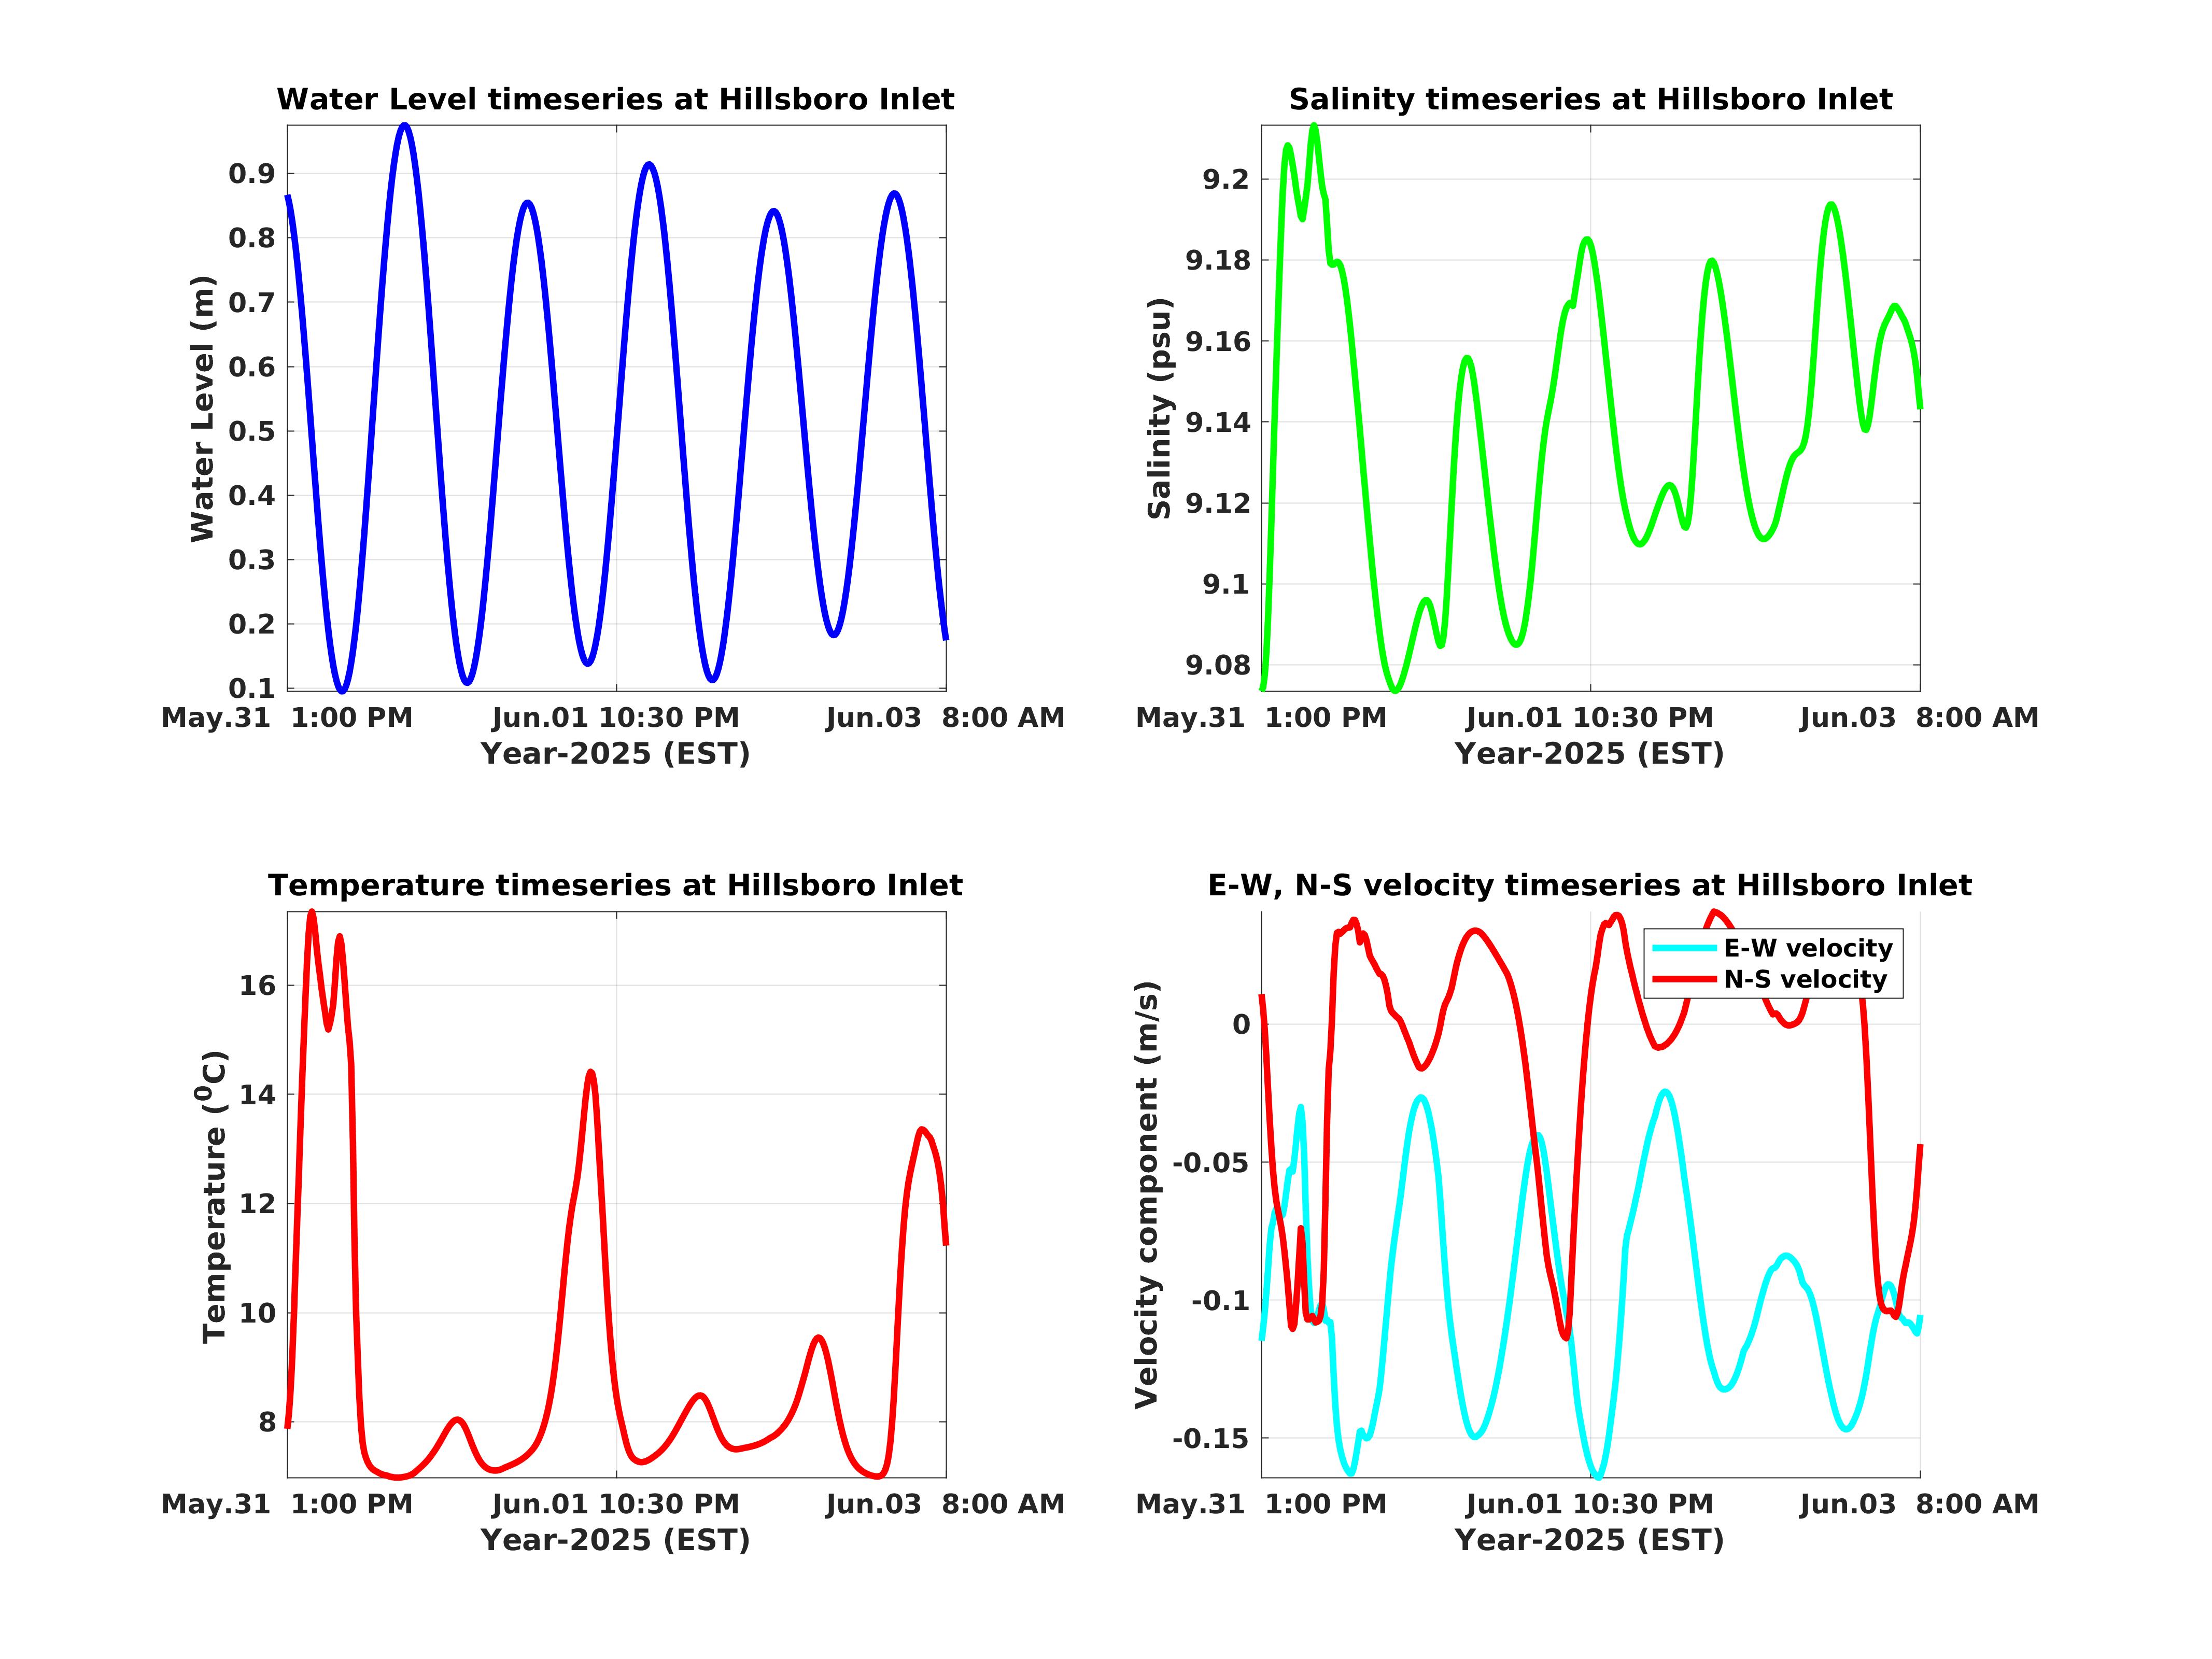 Water Level timeseries at Hillsboro Inlet
Water Level (m)
0.9
0.8
0.7
0.6
0.5
0.4
0.3
0.2
0.1
May.31 1:00 PM Jun.01 10:30 PM Jun.03 8:00 AM
Year-2025 (EST)
Salinity timeseries at Hillsboro Inlet
Salinity (psu)
9.2
9.18
9.16
9.14
9.12
9.1
9.08
May.31 1:00 PM Jun.01 10:30 PM Jun.03 8:00 AM
Year-2025 (EST)
Temperature timeseries at Hillsboro Inlet
Temperature (⁰C)
16
14
12
10
8
May.31 1:00 PM Jun.01 10:30 PM Jun.03 8:00 AM
Year-2025 (EST)
E-W, N-S velocity timeseries at Hillsboro Inlet
Velocity component (m/s)
E-W velocity
N-S velocity
0
-0.05
-0.1
-0.15
May.31 1:00 PM Jun.01 10:30 PM Jun.03 8:00 AM
Year-2025 (EST)